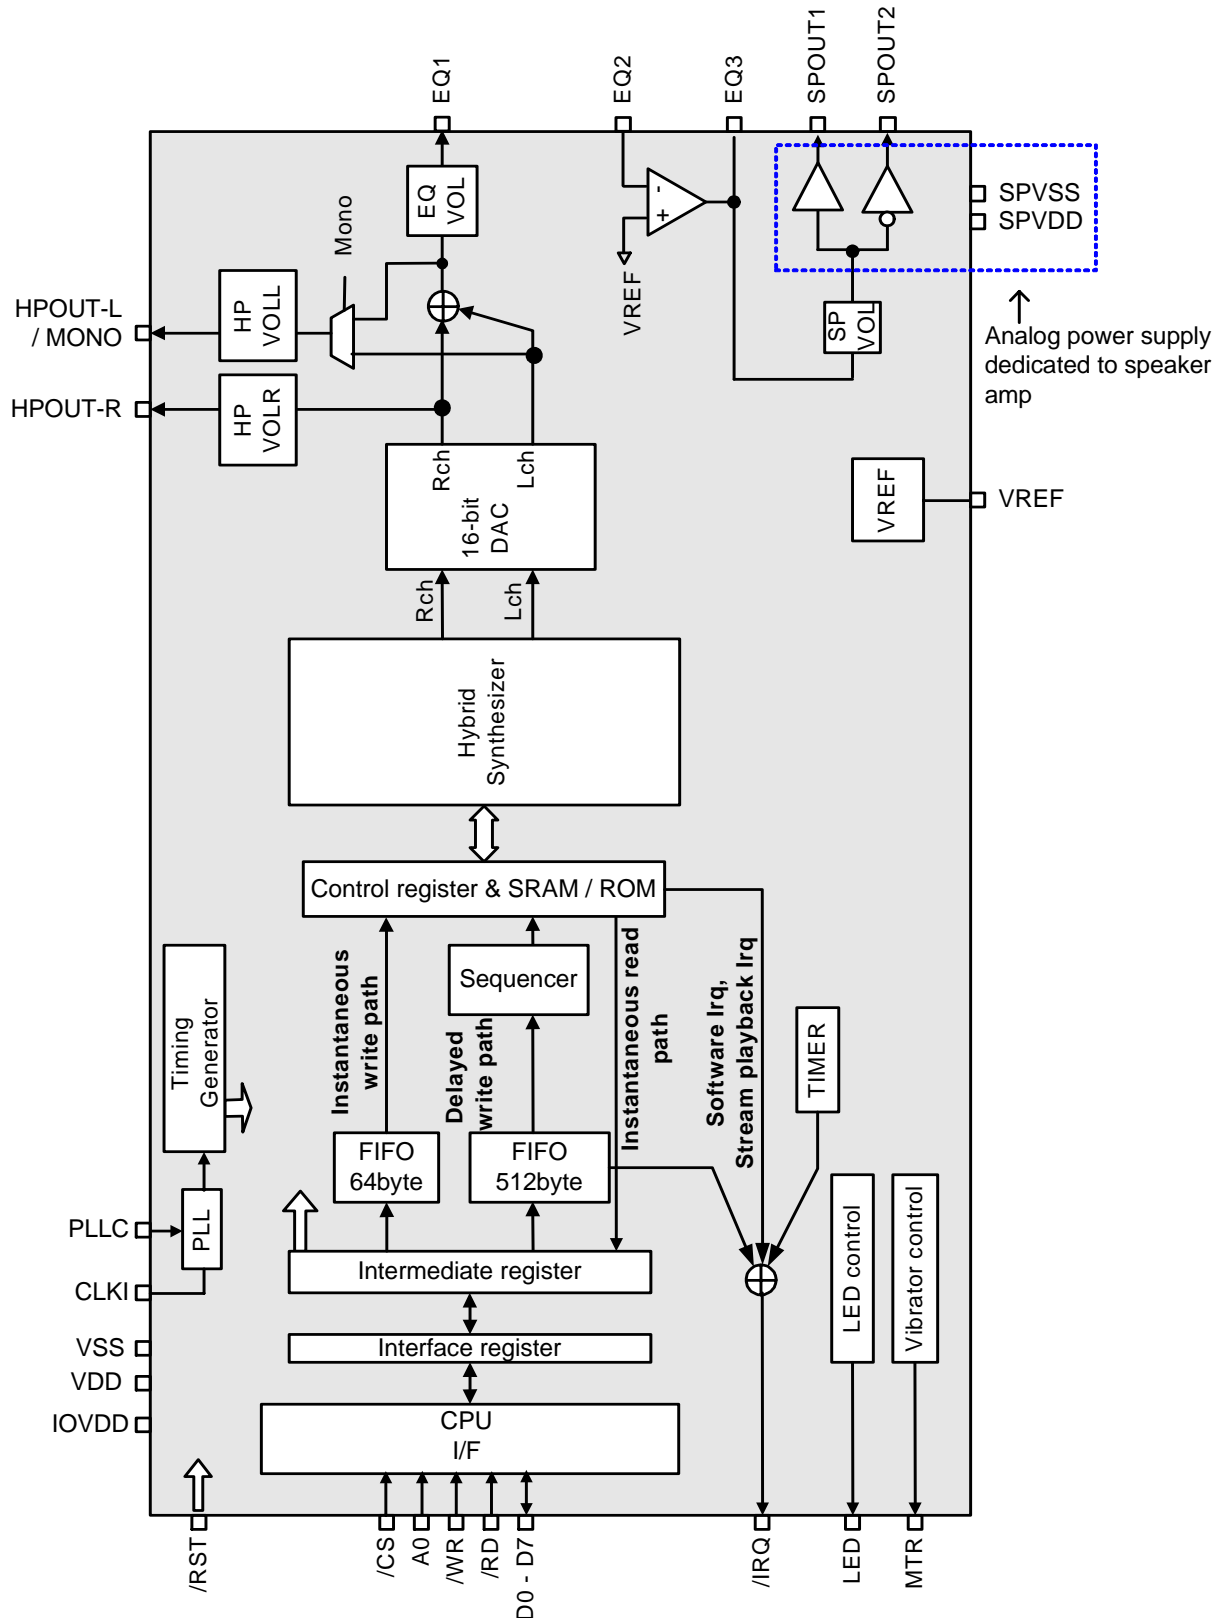 EQ1
EQ2
EQ3
SPOUT1
SPOUT2
SPVSS
SPVDD
EQ
VOL
Mono
HP
VOLL
HPOUT-L
/ MONO
VREF
SP
VOL
Analog power supply
dedicated to speaker
amp
HP
VOLR
HPOUT-R
Rch
Lch
16-bit
DAC
VREF
VREF
Rch
Lch
Hybrid
Synthesizer
Control register & SRAM / ROM
Timing
Generator
Instantaneous
write path
Sequencer
Delayed
write path
Instantaneous read
path
Software Irq,
Stream playback Irq
TIMER
FIFO
64byte
FIFO
512byte
PLLC
PLL
CLKI
Intermediate register
LED control
Vibrator control
VSS
Interface register
VDD
IOVDD
CPU
I/F
/RST
/CS
A0
/WR
/RD
D0 - D7
/IRQ
LED
MTR
-
+